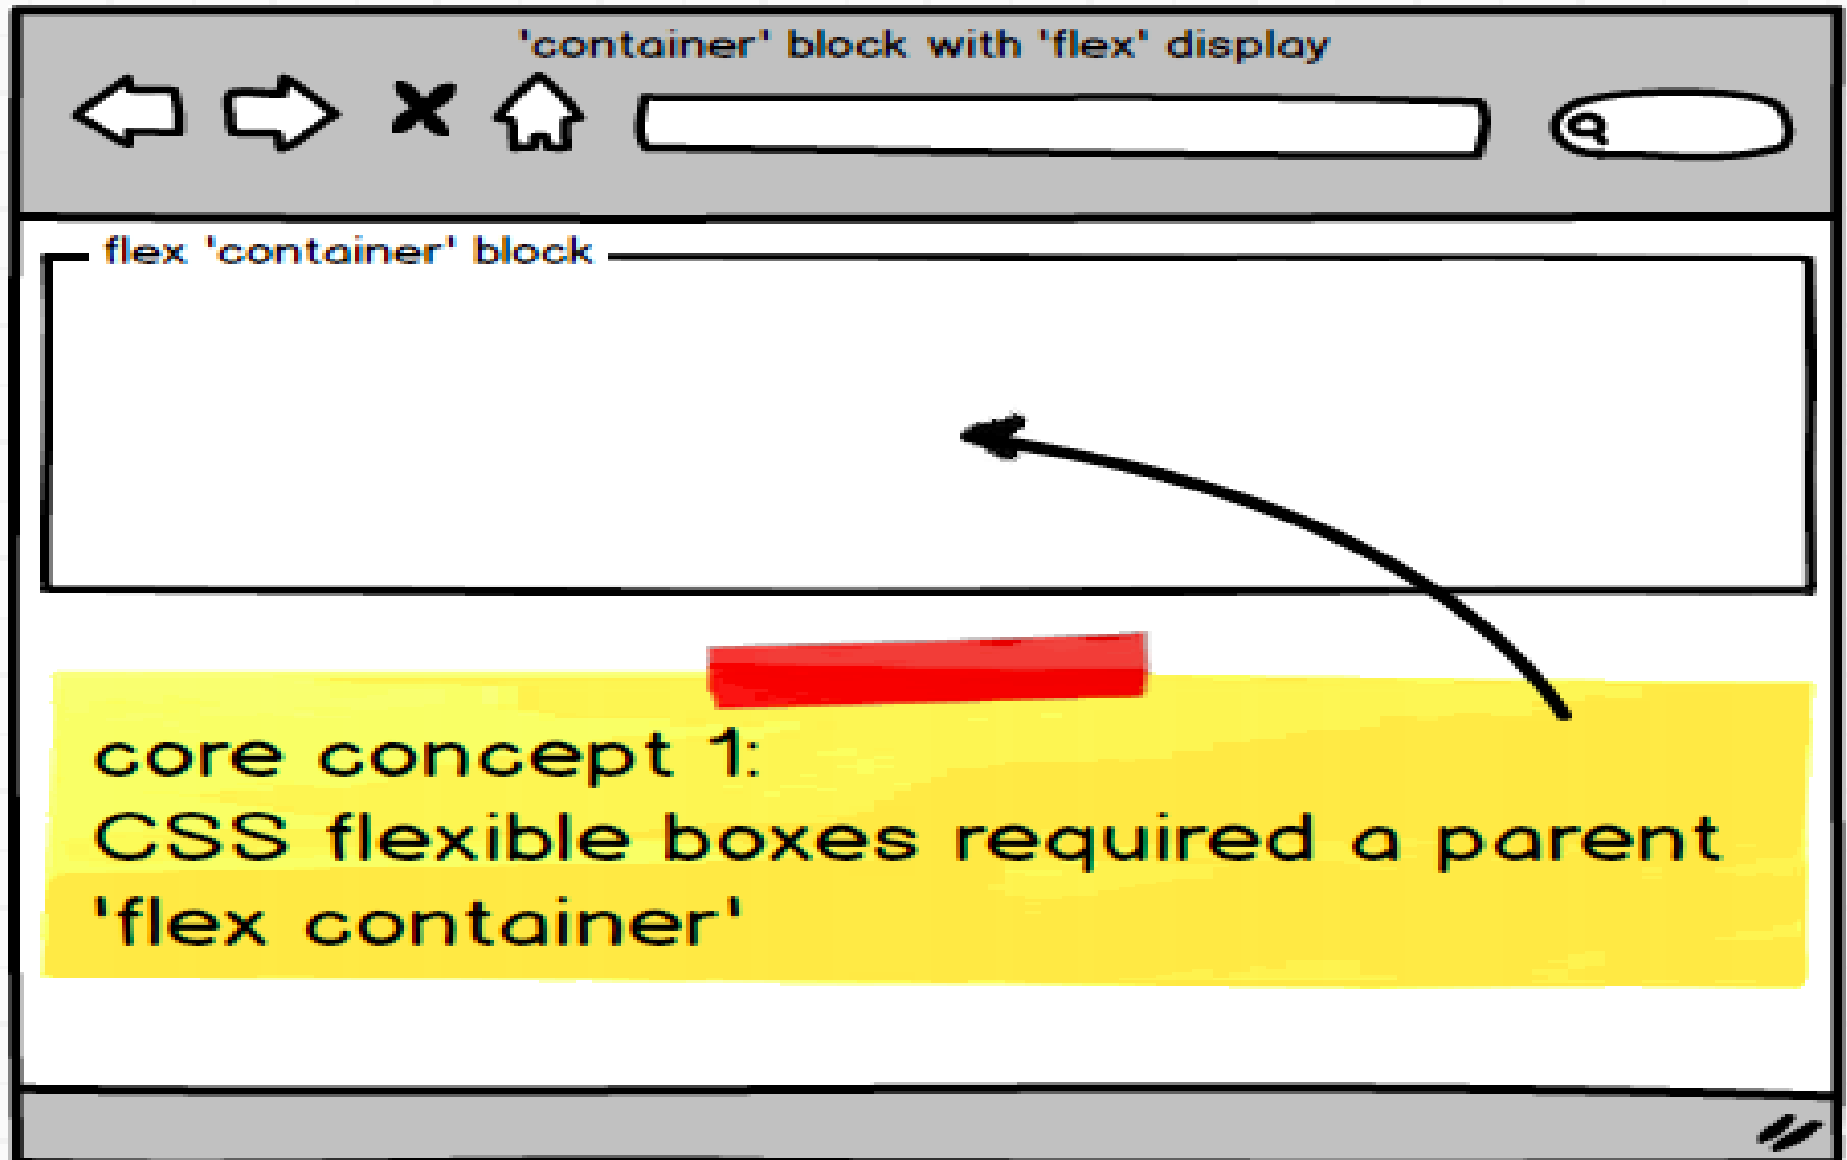 'container' block with 'flex' display
flex 'container' block
core concept 1:
CSS flexible boxes required a parent
'flex container'